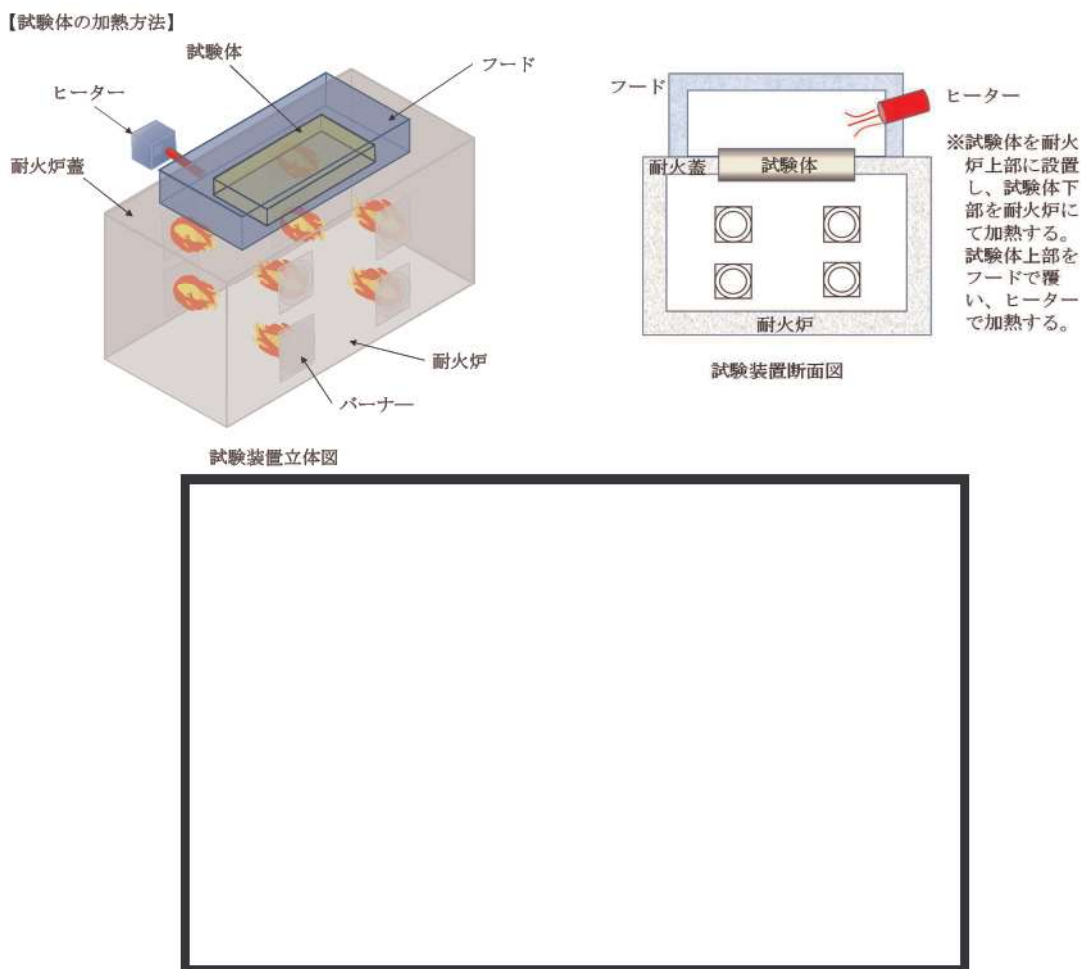 【試験体の加熱方法】
試験体
フード
ヒーター
耐火炉蓋
耐火炉
バーナー
試験装置立体図
フード
ヒーター
耐火蓋
試験体
耐火炉
試験装置断面図
※試験体を耐火
炉上部に設置
し、試験体下
部を耐火炉に
て加熱する。
試験体上部を
フードで覆
い、ヒーター
で加熱する。